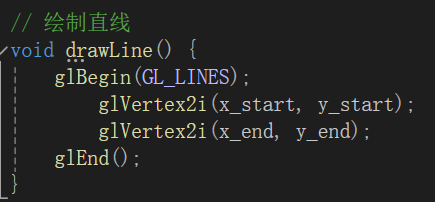 // 绘制直线
void drawLine() {
    glBegin(GL_LINES);
        glVertex2i(x_start, y_start);
        glVertex2i(x_end, y_end);
    glEnd();
}